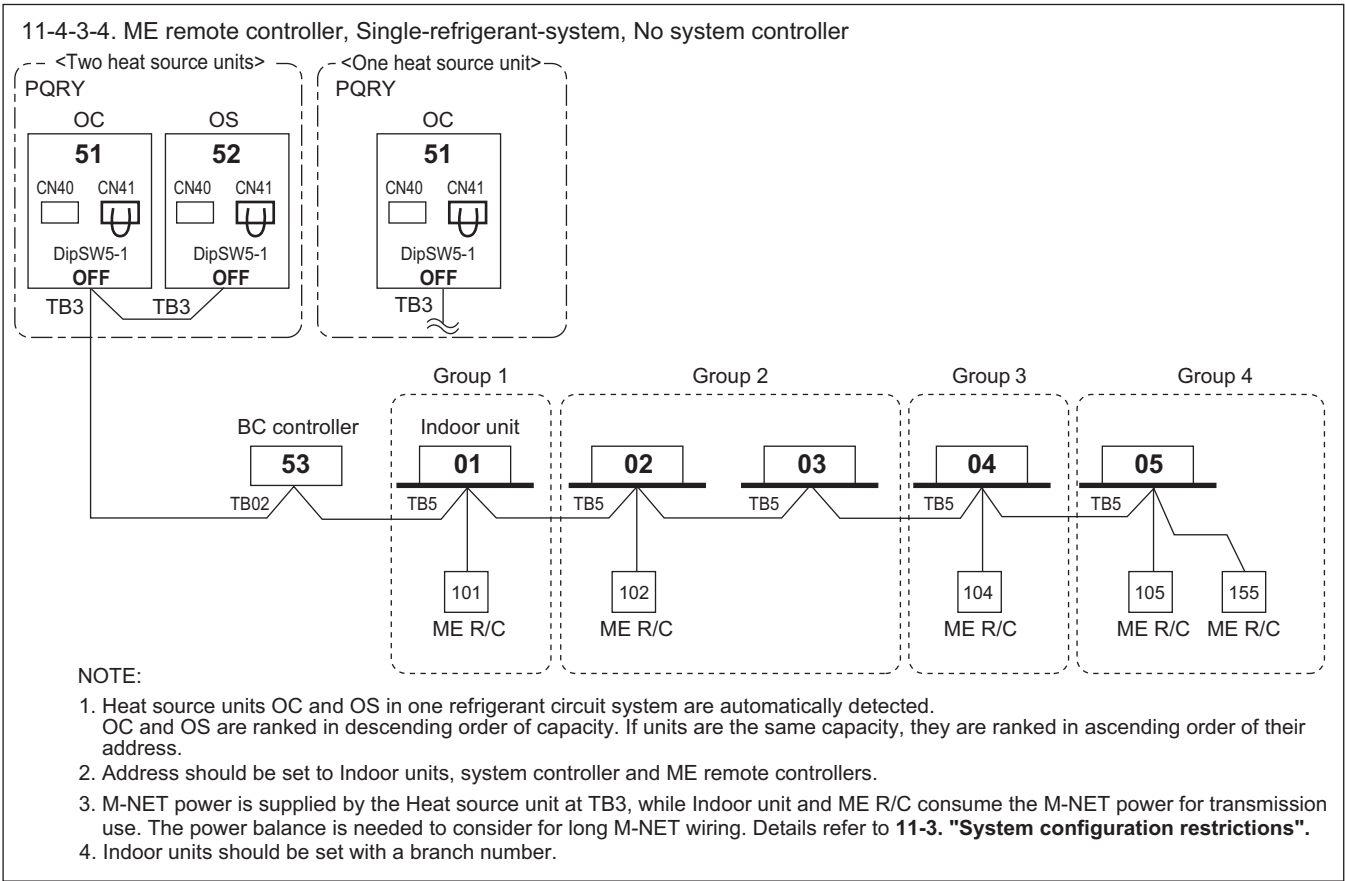 11-4-3-4. ME remote controller, Single-refrigerant-system, No system controller
<Two heat source units>
<One heat source unit>
PQRY
PQRY
OC
OS
OC
51
52
51
CN40 CN41
CN40 CN41
CN40 CN41
DipSW5-1
DipSW5-1
DipSW5-1
OFF
OFF
OFF
TB3
TB3
TB3
Group 1
Group 2
Group 3
Group 4
BC controller
Indoor unit
53
01
02
03
04
05
TB02
TB5
TB5
TB5
TB5
TB5
101
102
104
105
155
ME R/C
ME R/C
ME R/C
ME R/C
ME R/C
NOTE:
1. Heat source units OC and OS in one refrigerant circuit system are automatically detected.
OC and OS are ranked in descending order of capacity. If units are the same capacity, they are ranked in ascending order of their
address.
2. Address should be set to Indoor units, system controller and ME remote controllers.
3. M-NET power is supplied by the Heat source unit at TB3, while Indoor unit and ME R/C consume the M-NET power for transmission
use. The power balance is needed to consider for long M-NET wiring. Details refer to 11-3. "System configuration restrictions".
4. Indoor units should be set with a branch number.